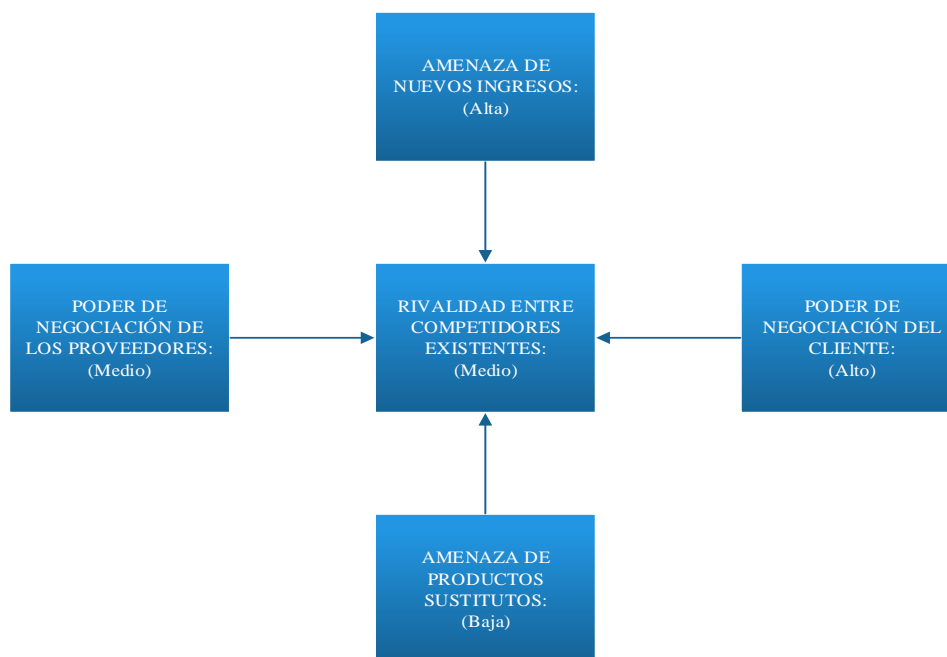 AMENAZA DE
NUEVOS INGRESOS:
(Alta)
PODER DE
NEGOCIACIÓN DE
LOS PROVEEDORES:
(Medio)
RIVALIDAD ENTRE
COMPETIDORES
EXISTENTES:
(Medio)
PODER DE
NEGOCIACIÓN DEL
CLIENTE:
(Alto)
AMENAZA DE
PRODUCTOS
SUSTITUTOS:
(Baja)